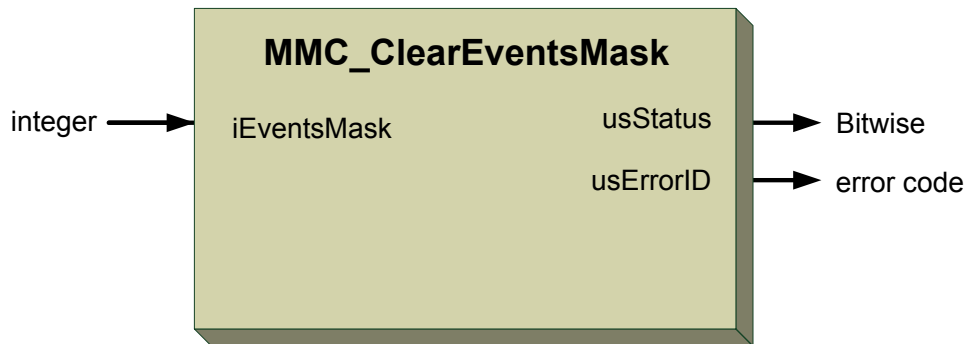 MMC_ClearEventsMask
integer
iEventsMask
usStatus
Bitwise
usErrorID
error code